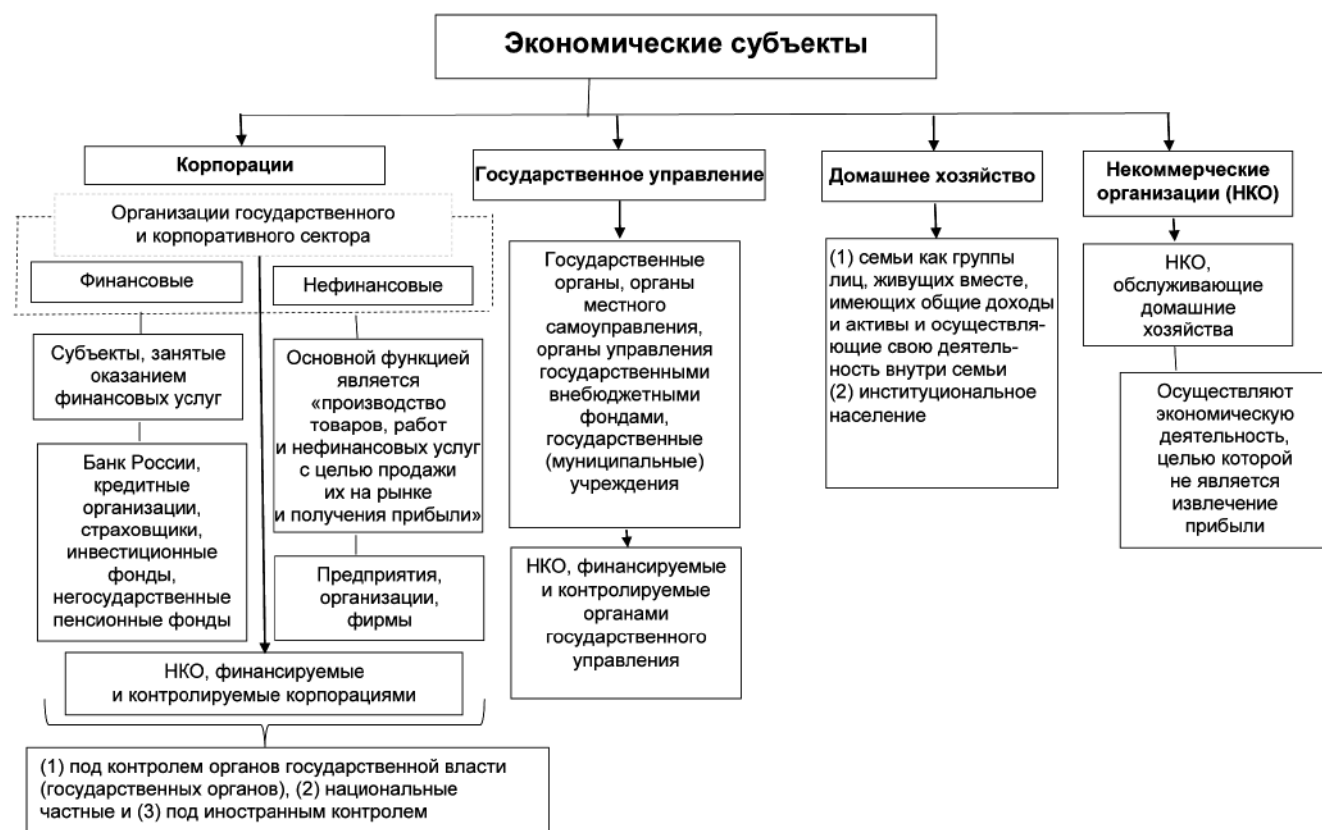 Экономические субъекты
Корпорации
Организации государственного
и корпоративного сектора
Финансовые
Нефинансовые
Субъекты, занятые
оказанием
финансовых услуг
Основной функцией
является
«производство
товаров, работ
и нефинансовых услуг
с целью продажи
их на рынке
и получения прибыли»
Банк России,
кредитные
организации,
страховщики,
инвестиционные
фонды,
негосударственные
пенсионные фонды
Предприятия,
организации,
фирмы
НКО, финансируемые
и контролируемые корпорациями
(1) под контролем органов государственной власти
(государственных органов), (2) национальные
частные и (3) под иностранным контролем
Государственное управление
Государственные
органы, органы
местного
самоуправления,
органы управления
государственными
внебюджетными
фондами,
государственные
(муниципальные)
учреждения
НКО, финансируемые
и контролируемые
органами
государственного
управления
Домашнее хозяйство
(1) семьи как группы
лиц, живущих вместе,
имеющих общие доходы
и активы и осуществля-
ющие свою деятель-
ность внутри семьи
(2) институциональное
население
Некоммерческие
организации (НКО)
НКО,
обслуживающие
домашние
хозяйства
Осуществляют
экономическую
деятельность,
целью которой
не является
извлечение
прибыли